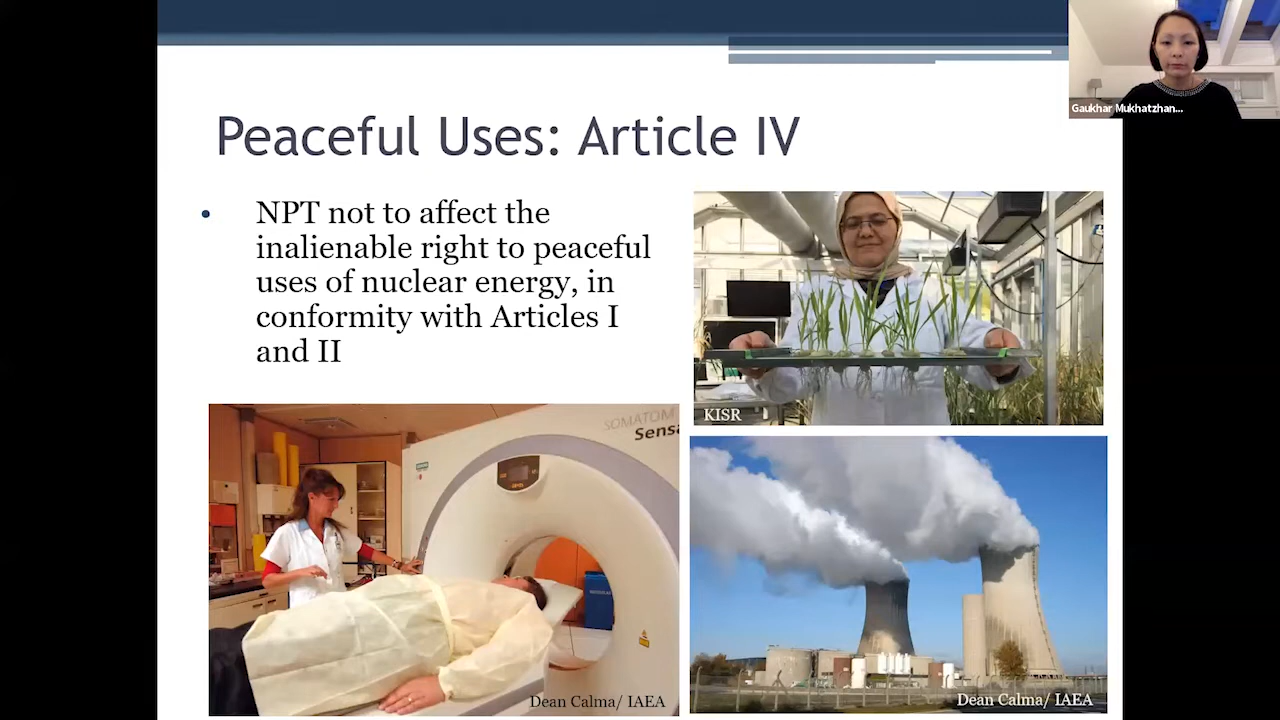 Gaukhar Mukhatzhan...
Peaceful Uses: Article IV
• NPT not to affect the
inalienable right to peaceful
uses of nuclear energy, in
conformity with Articles I
and II
KISR
SOMATOM
Sensa
Dean Calma/ IAEA
Dean Calma/ IAEA